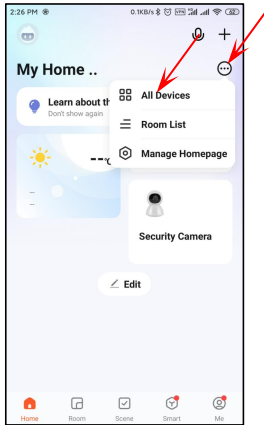 2:26 PM
0.1KB/s
My Home ..
Learn about th
Don't show again
All Devices
Room List
Manage Homepage
--℃
Security Camera
Edit
Home Room Scene Smart Me